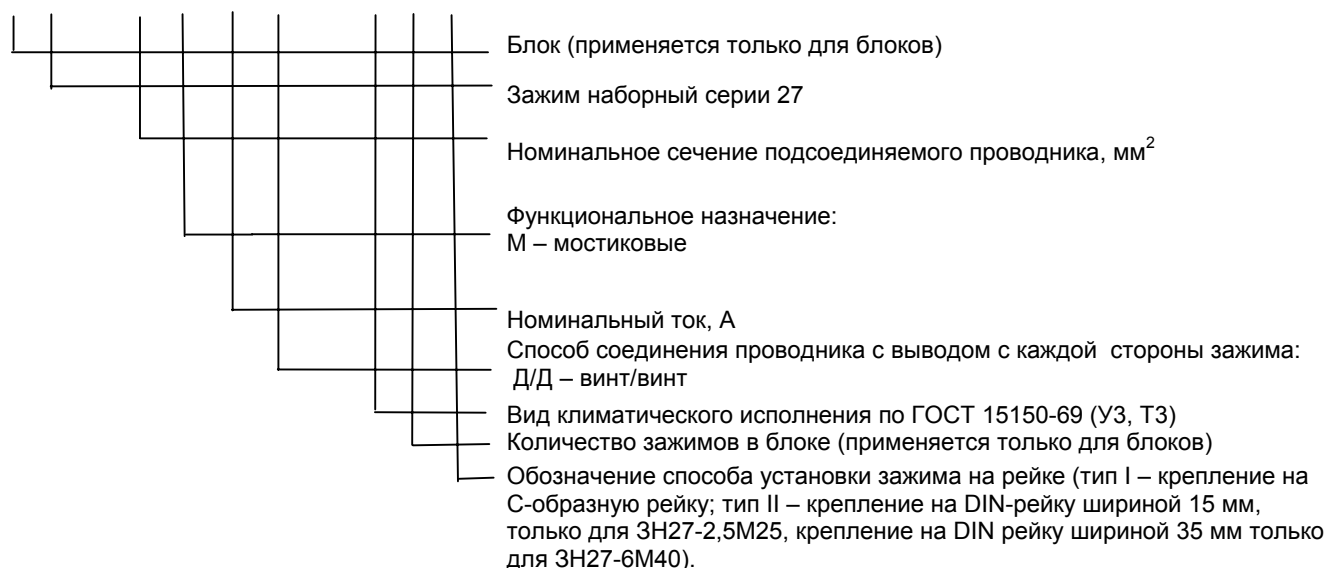 Блок (применяется только для блоков)
Зажим наборный серии 27
Номинальное сечение подсоединяемого проводника, мм²
Функциональное назначение:
М – мостиковые
Номинальный ток, А
Способ соединения проводника с выводом с каждой стороны зажима:
Д/Д – винт/винт
Вид климатического исполнения по ГОСТ 15150-69 (У3, Т3)
Количество зажимов в блоке (применяется только для блоков)
Обозначение способа установки зажима на рейке (тип I – крепление на
С-образную рейку; тип II – крепление на DIN-рейку шириной 15 мм,
только для ЗН27-2,5М25, крепление на DIN рейку шириной 35 мм только
для ЗН27-6М40).